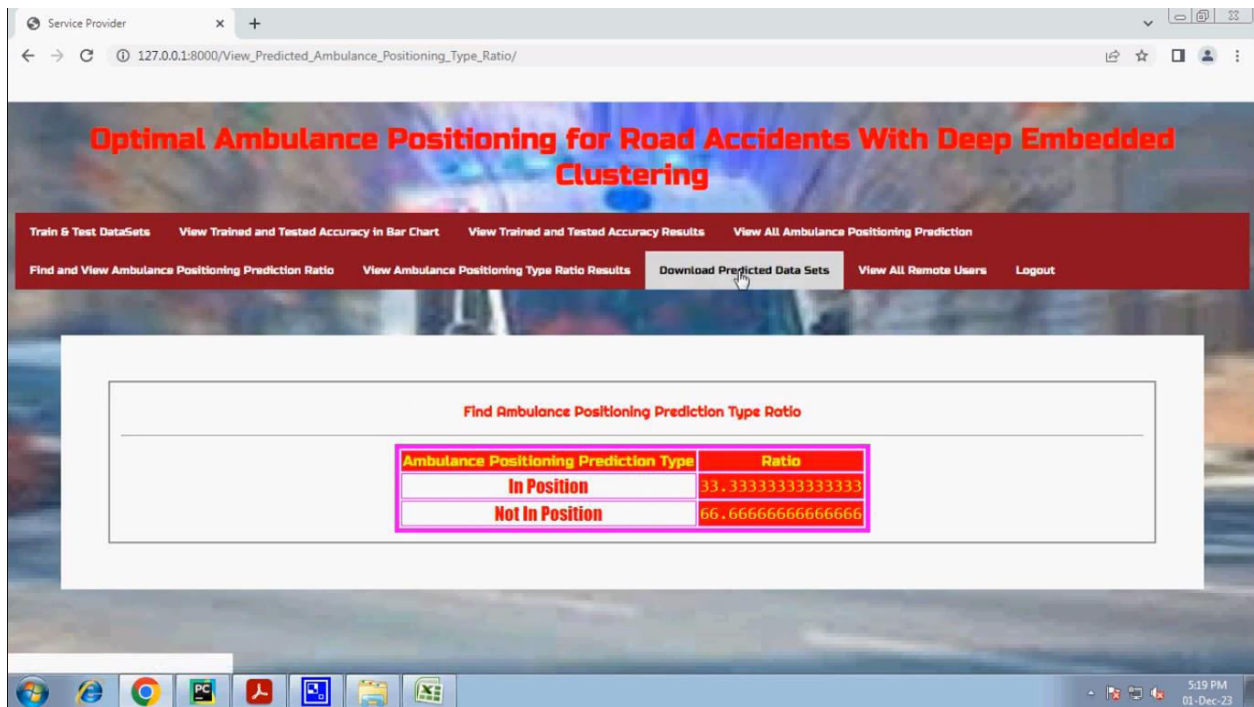 Service Provider
127.0.0.1:8000/View_Predicted_Ambulance_Positioning_Type_Ratio/
Optimal Ambulance Positioning for Road Accidents With Deep Embedded
Clustering
Train & Test DataSets View Trained and Tested Accuracy in Bar Chart View Trained and Tested Accuracy Results View All Ambulance Positioning Prediction
Find and View Ambulance Positioning Prediction Ratio View Ambulance Positioning Type Ratio Results Download Predicted Data Sets View All Remote Users Logout
Find Ambulance Positioning Prediction Type Ratio
Ambulance Positioning Prediction Type Ratio
In Position 33.33333333333333
Not In Position 66.66666666666666
PC
5:19 PM
01-Dec-23